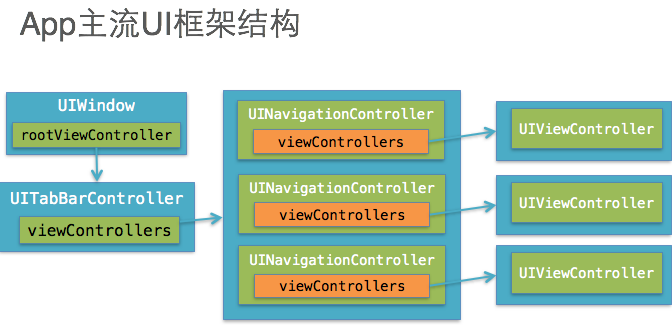 App主流UI框架结构
UIWindow
rootViewController
UITabBarController
viewControllers
UINavigationController
viewControllers
UINavigationController
viewControllers
UINavigationController
viewControllers
UIViewController
UIViewController
UIViewController